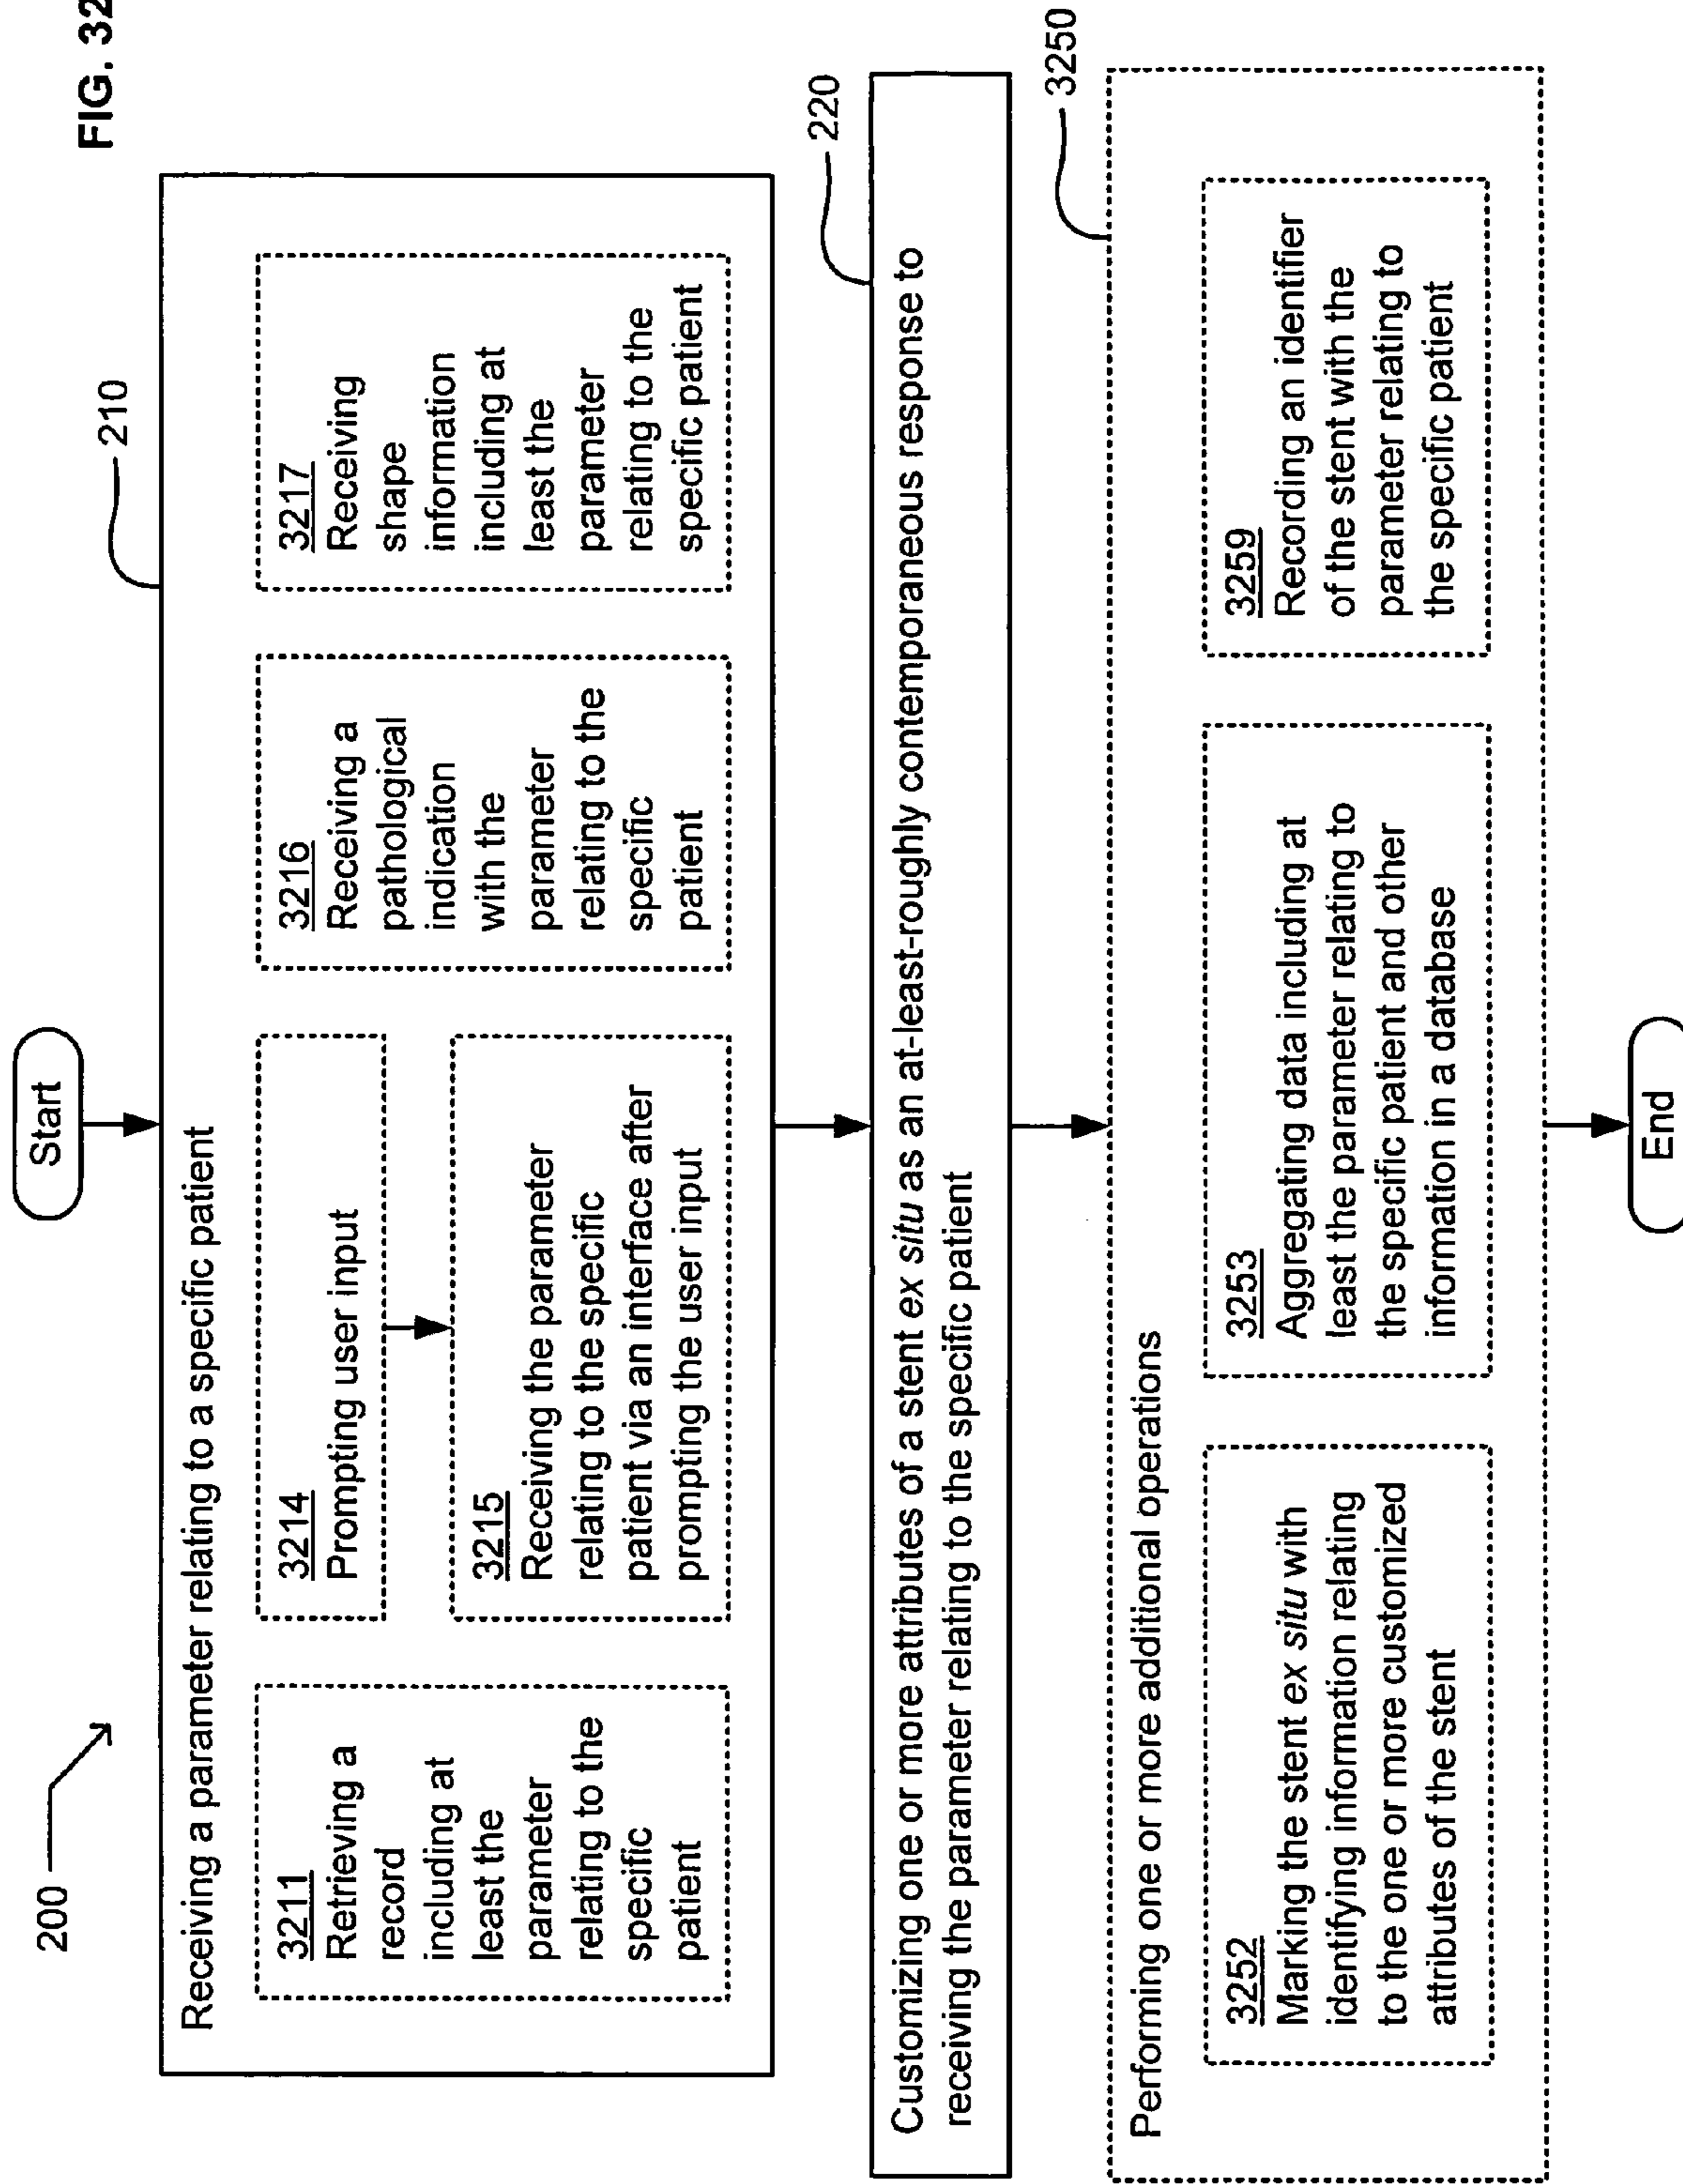 FIG. 32
200
Start
210
Receiving a parameter relating to a specific patient
3211
Retrieving a
record
including at
least the
parameter
relating to the
specific
patient
3214
Prompting user input
3215
Receiving the parameter
relating to the specific
patient via an interface after
prompting the user input
3216
Receiving a
pathological
indication
with the
parameter
relating to the
specific
patient
3217
Receiving
shape
information
including at
least the
parameter
relating to the
specific patient
220
Customizing one or more attributes of a stent ex situ as an at-least-roughly contemporaneous response to
receiving the parameter relating to the specific patient
3250
Performing one or more additional operations
3252
Marking the stent ex situ with
identifying information relating
to the one or more customized
attributes of the stent
3253
Aggregating data including at
least the parameter relating to
the specific patient and other
information in a database
3259
Recording an identifier
of the stent with the
parameter relating to
the specific patient
End